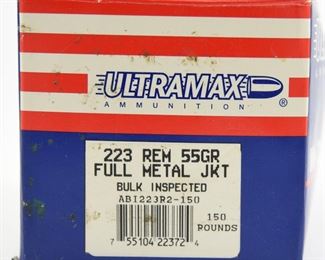 ULTRAMAX
AMMUNITION ®
223 REM 55GR
FULL METAL JKT
BULK INSPECTED
ABI223R2-150
150
ROUNDS
7 55104 22372 4